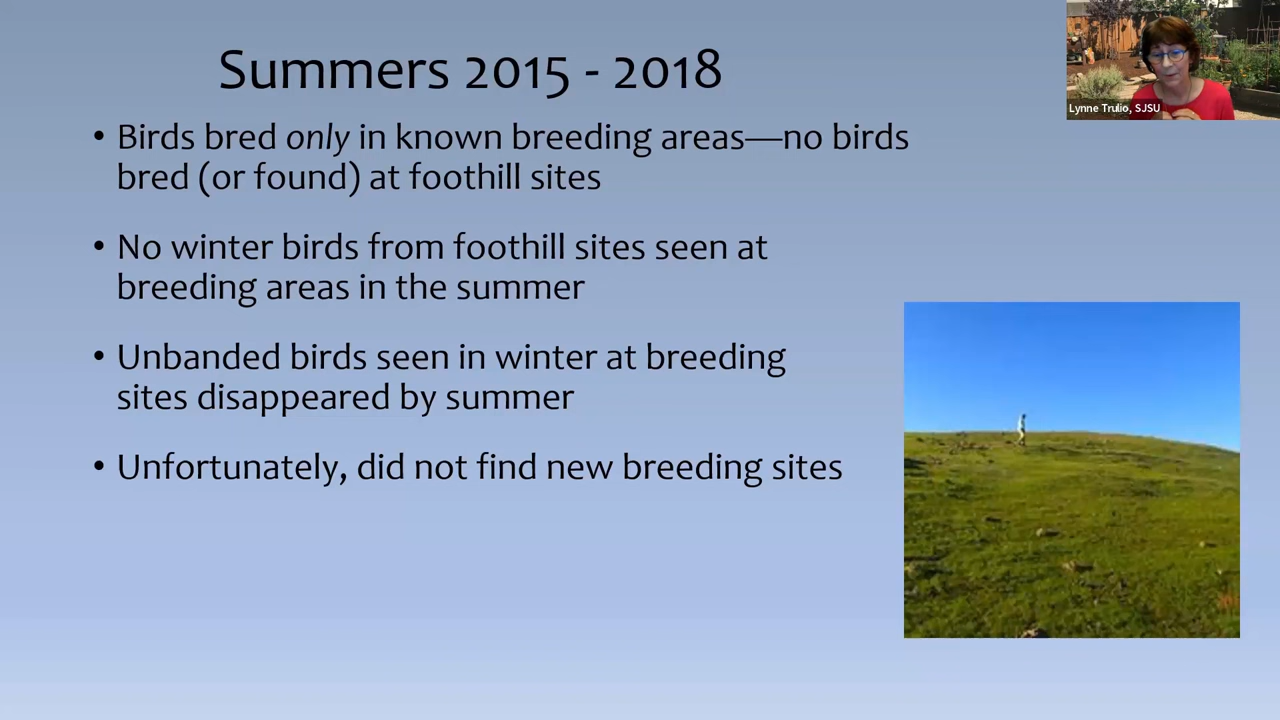 Summers 2015 - 2018
Lynne Trulio, SJSU
• Birds bred only in known breeding areas—no birds
bred (or found) at foothill sites
• No winter birds from foothill sites seen at
breeding areas in the summer
• Unbanded birds seen in winter at breeding
sites disappeared by summer
• Unfortunately, did not find new breeding sites